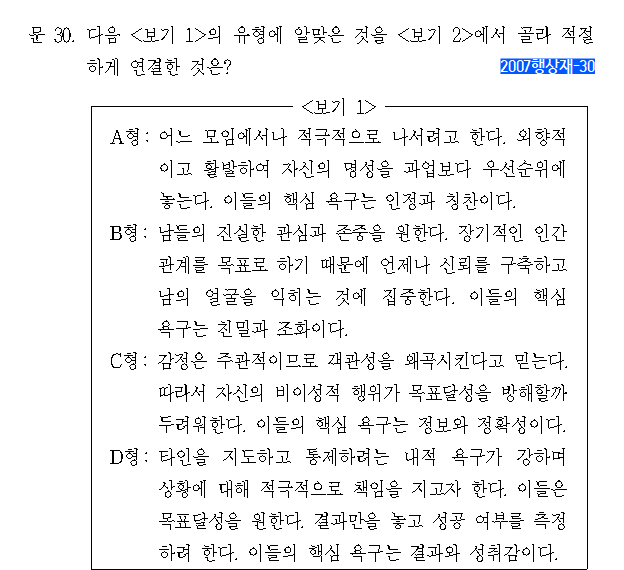 문 30. 다음 <보기 1>의 유형에 알맞은 것을 <보기 2>에서 골라 적절
하게 연결한 것은?
2007행상재-30
<보기 1>
A형: 어느 모임에서나 적극적으로 나서려고 한다. 외향적
이고 활발하여 자신의 명성을 과업보다 우선순위에
놓는다. 이들의 핵심 욕구는 인정과 칭찬이다.
B형: 남들의 진실한 관심과 존중을 원한다. 장기적인 인간
관계를 목표로 하기 때문에 언제나 신뢰를 구축하고
남의 얼굴을 익히는 것에 집중한다. 이들의 핵심
욕구는 친밀과 조화이다.
C형: 감정은 주관적이므로 객관성을 왜곡시킨다고 믿는다.
따라서 자신의 비이성적 행위가 목표달성을 방해할까
두려워한다. 이들의 핵심 욕구는 정보와 정확성이다.
D형: 타인을 지도하고 통제하려는 내적 욕구가 강하며
상황에 대해 적극적으로 책임을 지고자 한다. 이들은
목표달성을 원한다. 결과만을 놓고 성공 여부를 측정
하려 한다. 이들의 핵심 욕구는 결과와 성취감이다.